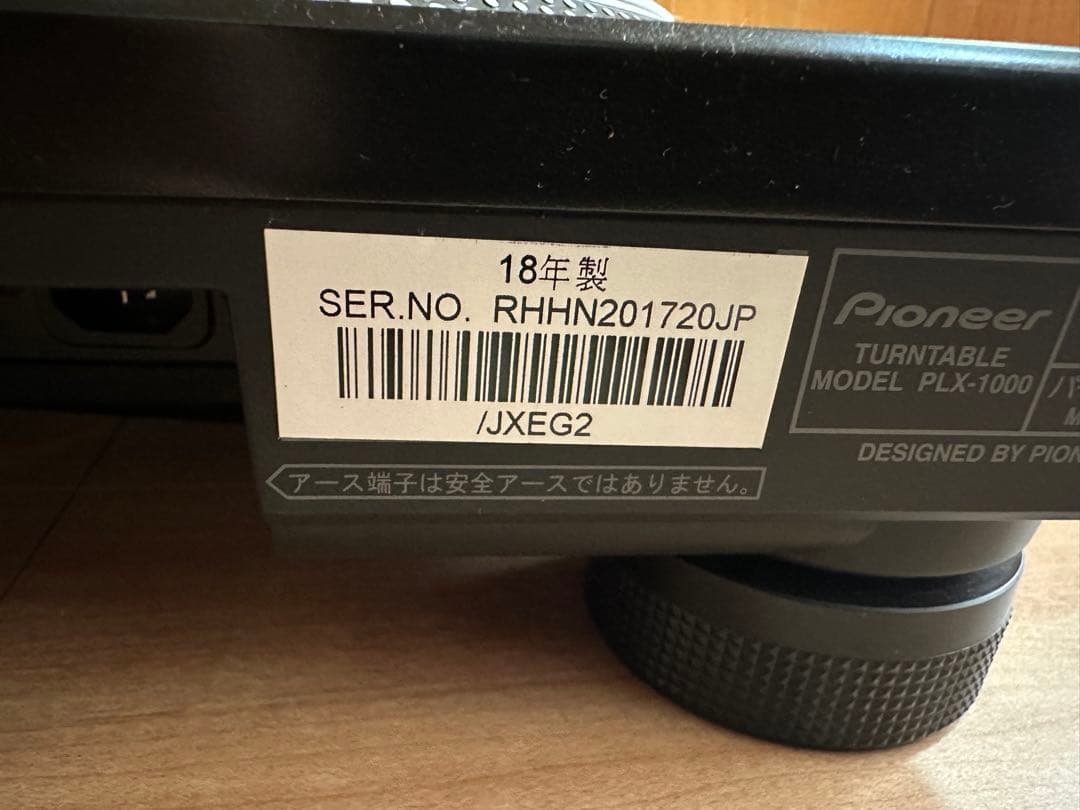 18年製
SER.NO. RHHN201720JP
/JXEG2
アース端子は安全アースではありません。
Pioneer
TURNTABLE
MODEL PLX-1000
DESIGNED BY